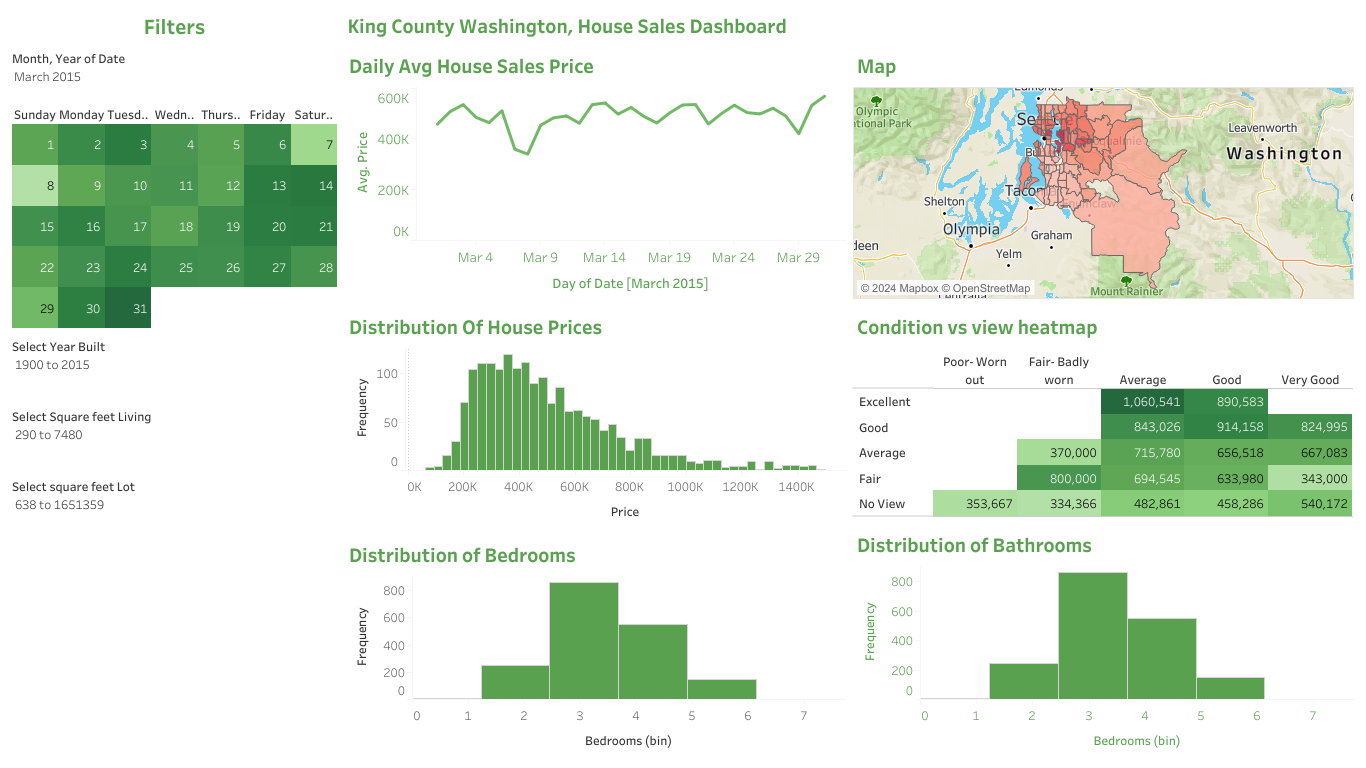 Filters
Month, Year of Date
March 2015
Sunday Monday Tuesd.. Wedn.. Thurs.. Friday Satur..
1 2 3 4 5 6 7
8 9 10 11 12 13 14
15 16 17 18 19 20 21
22 23 24 25 26 27 28
29 30 31
Select Year Built
1900 to 2015
Select Square feet Living
290 to 7480
Select square feet Lot
638 to 1651359
King County Washington, House Sales Dashboard
Daily Avg House Sales Price
600K
400K
200K
0K
Avg. Price
Mar 4 Mar 9 Mar 14 Mar 19 Mar 24 Mar 29
Day of Date [March 2015]
Map
Olympic
Leavenworth
Washington
Shelton
Olympia
Graham
Yelm
Mount Rainier
© 2024 Mapbox © OpenStreetMap
Distribution Of House Prices
100
50
0
Frequency
0K 200K 400K 600K 800K 1000K 1200K 1400K
Price
Condition vs view heatmap
Poor- Worn out Fair- Badly worn Average Good Very Good
Excellent 1,060,541 890,583
Good 843,026 914,158 824,995
Average 370,000 715,780 656,518 667,083
Fair 800,000 694,545 633,980 343,000
No View 353,667 334,366 482,861 458,286 540,172
Distribution of Bedrooms
800
600
400
200
0
Frequency
0 1 2 3 4 5 6 7
Bedrooms (bin)
Distribution of Bathrooms
800
600
400
200
0
Frequency
0 1 2 3 4 5 6 7
Bedrooms (bin)